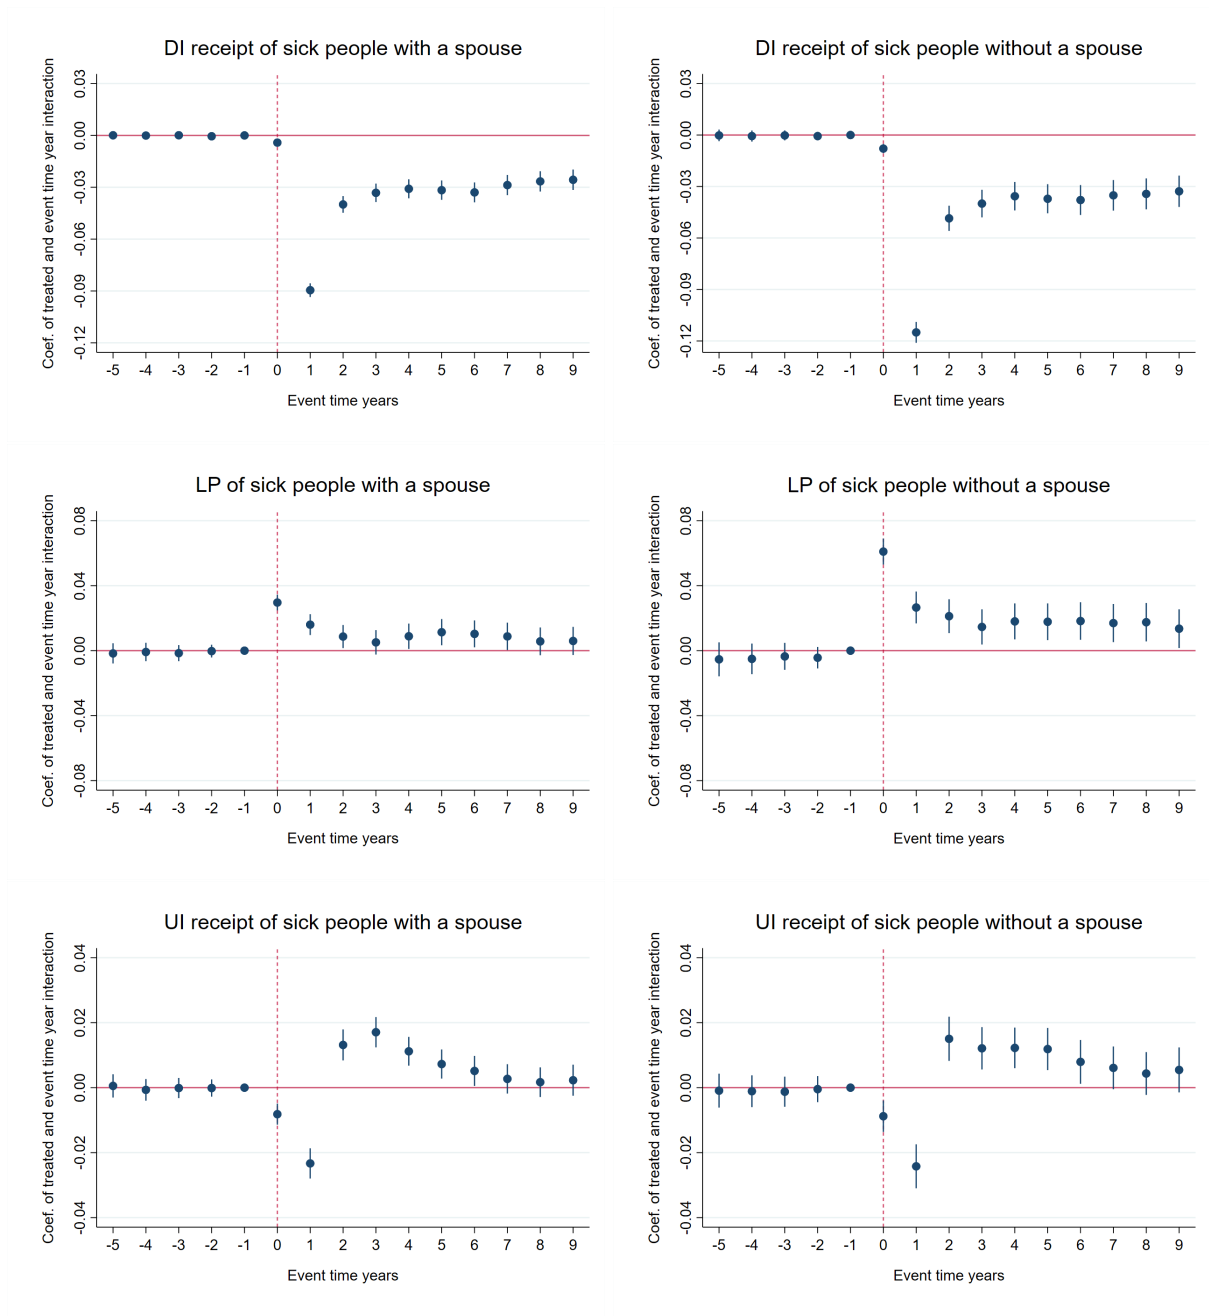 DI receipt of sick people with a spouse
Coef. of treated and event time year interaction
0.03
0.00
-0.03
-0.06
-0.09
-0.12
-5 -4 -3 -2 -1 0 1 2 3 4 5 6 7 8 9
Event time years
DI receipt of sick people without a spouse
Coef. of treated and event time year interaction
0.03
0.00
-0.03
-0.06
-0.09
-0.12
-5 -4 -3 -2 -1 0 1 2 3 4 5 6 7 8 9
Event time years
LP of sick people with a spouse
Coef. of treated and event time year interaction
0.08
0.04
0.00
-0.04
-0.08
-5 -4 -3 -2 -1 0 1 2 3 4 5 6 7 8 9
Event time years
LP of sick people without a spouse
Coef. of treated and event time year interaction
0.08
0.04
0.00
-0.04
-0.08
-5 -4 -3 -2 -1 0 1 2 3 4 5 6 7 8 9
Event time years
UI receipt of sick people with a spouse
Coef. of treated and event time year interaction
0.04
0.02
0.00
-0.02
-0.04
-5 -4 -3 -2 -1 0 1 2 3 4 5 6 7 8 9
Event time years
UI receipt of sick people without a spouse
Coef. of treated and event time year interaction
0.04
0.02
0.00
-0.02
-0.04
-5 -4 -3 -2 -1 0 1 2 3 4 5 6 7 8 9
Event time years